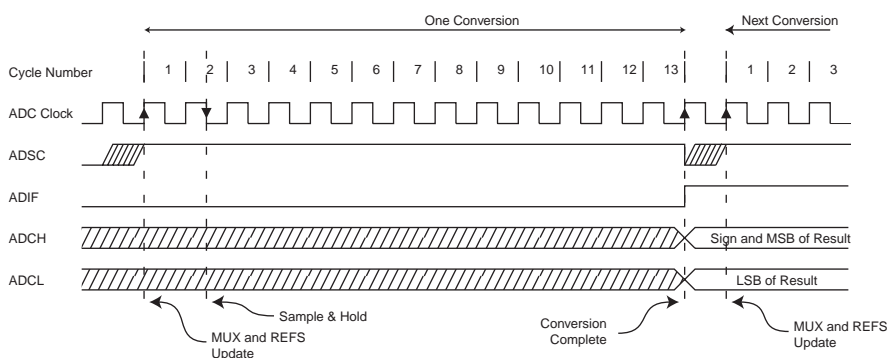 One Conversion
Next Conversion
Cycle Number 1 2 3 4 5 6 7 8 9 10 11 12 13 1 2 3
ADC Clock
ADSC
ADIF
ADCH
Sign and MSB of Result
ADCL
LSB of Result
Sample & Hold
MUX and REFS
Update
Conversion
Complete
MUX and REFS
Update